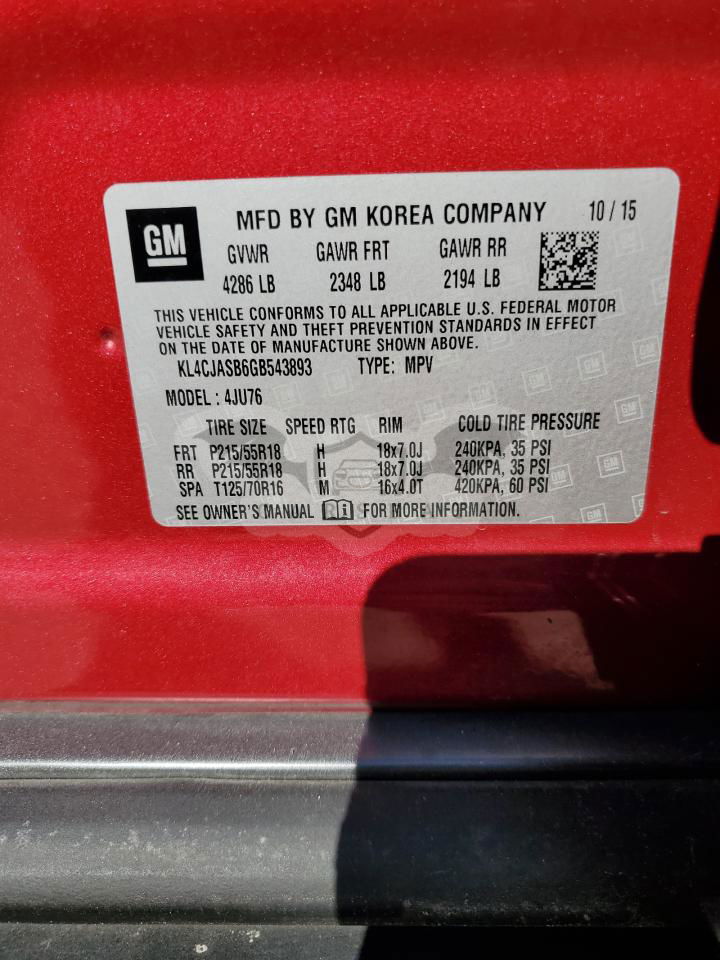 GM
MFD BY GM KOREA COMPANY 10 / 15
GVWR GAWR FRT GAWR RR
4286 LB 2348 LB 2194 LB
THIS VEHICLE CONFORMS TO ALL APPLICABLE U.S. FEDERAL MOTOR
VEHICLE SAFETY AND THEFT PREVENTION STANDARDS IN EFFECT
ON THE DATE OF MANUFACTURE SHOWN ABOVE.
KL4CJASB6GB543893 TYPE: MPV
MODEL : 4JU76
TIRE SIZE SPEED RTG RIM COLD TIRE PRESSURE
FRT P215/55R18 H 18x7.0J 240KPA, 35 PSI
RR P215/55R18 H 18x7.0J 240KPA, 35 PSI
SPA T125/70R16 M 16x4.0T 420KPA, 60 PSI
SEE OWNER'S MANUAL FOR MORE INFORMATION.